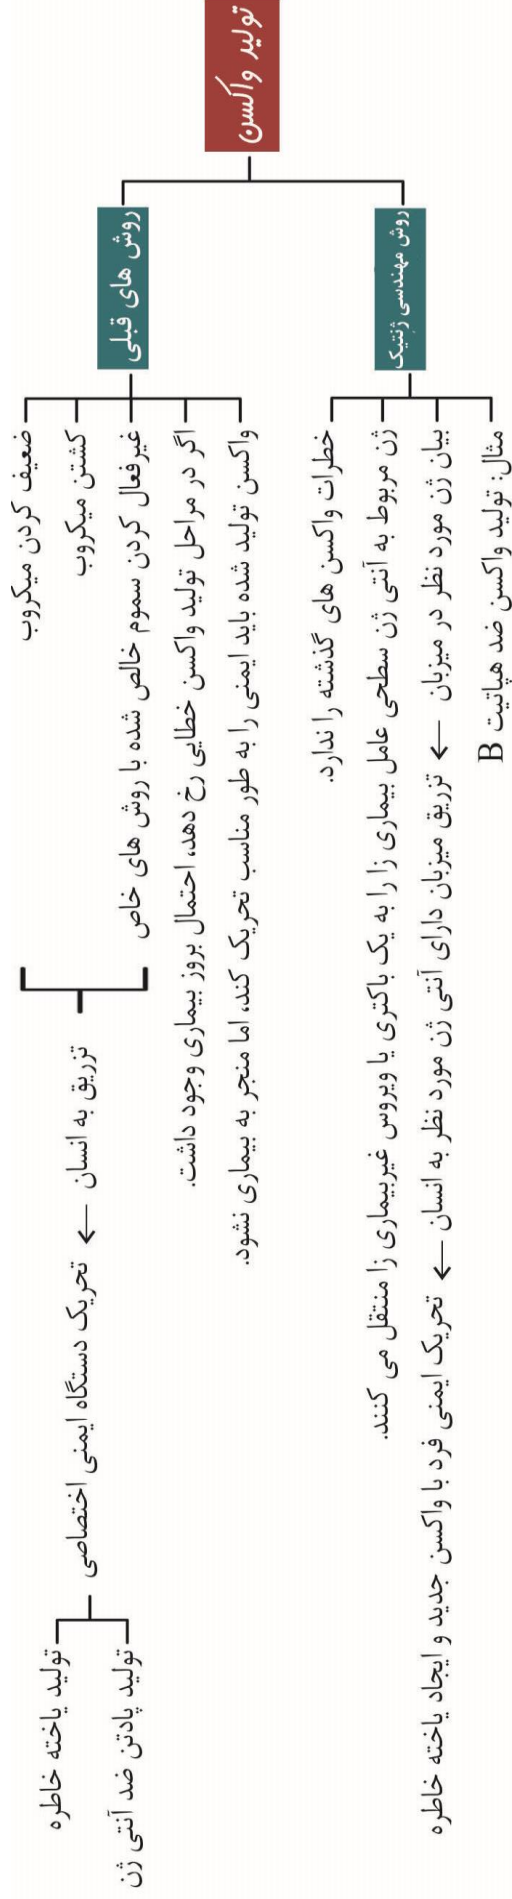 تولید واکسن
روش های قبلی
ضعیف کردن میکروب
کشتن میکروب
غیرفعال کردن سموم خالص شده با روش های خاص
تزریق به انسان ← تحریک دستگاه ایمنی اختصاصی
تولید یاخته خاطره
تولید پادتن ضد آنتی ژن
اگر در مراحل تولید واکسن خطایی رخ دهد، احتمال بروز بیماری وجود داشت.
واکسن تولید شده باید ایمنی را به طور مناسب تحریک کند، اما منجر به بیماری نشود.
روش مهندسی ژنتیک
خطرات واکسن های گذشته را ندارد.
ژن مربوط به آنتی ژن سطحی عامل بیماری زا را به یک باکتری یا ویروس غیربیماری زا منتقل می کنند.
بیان ژن مورد نظر در میزبان ← تزریق میزبان دارای آنتی ژن مورد نظر به انسان ← تحریک ایمنی فرد با واکسن جدید و ایجاد یاخته خاطره
مثال: تولید واکسن ضد هپاتیت B